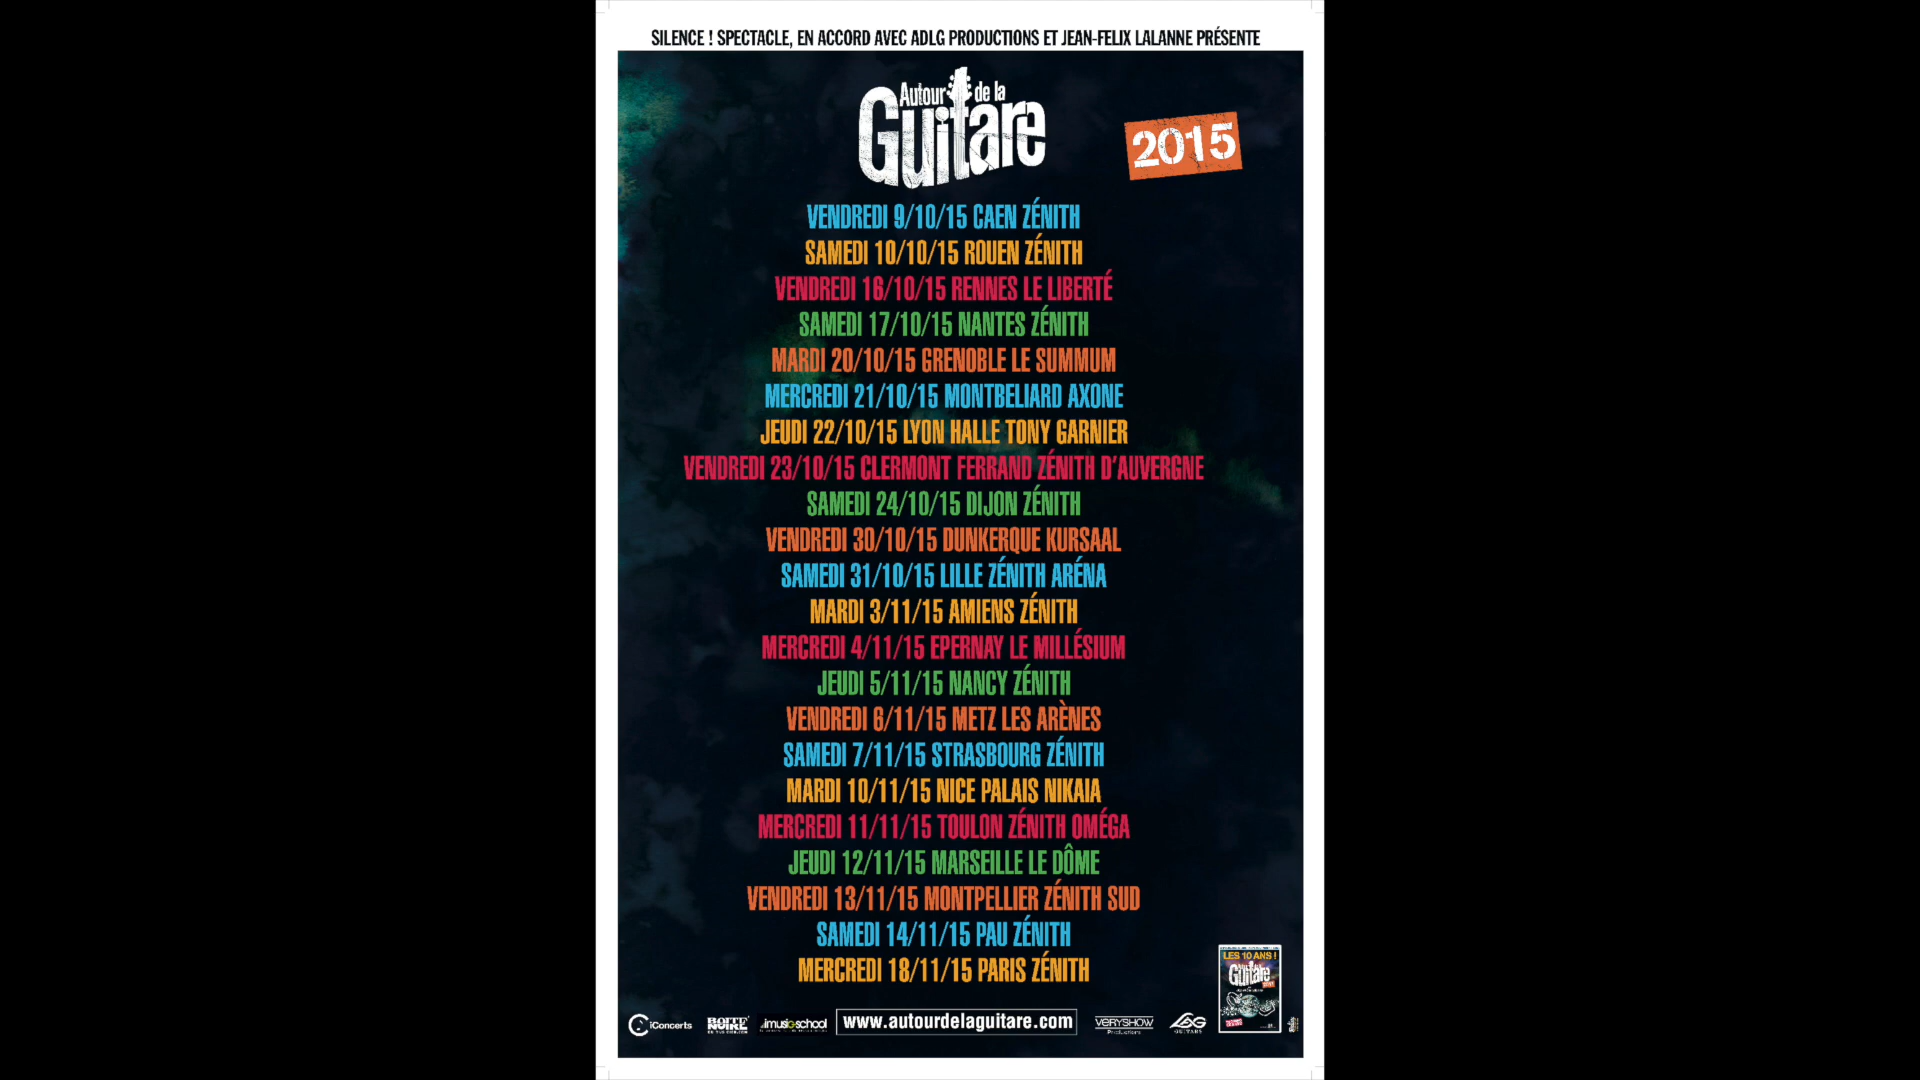 SILENCE ! SPECTACLE, EN ACCORD AVEC ADLG PRODUCTIONS ET JEAN-FELIX LALANNE PRÉSENTE
Autour de la
Guitare
2015
VENDREDI 9/10/15 CAEN ZÉNITH
SAMEDI 10/10/15 ROUEN ZÉNITH
VENDREDI 16/10/15 RENNES LE LIBERTÉ
SAMEDI 17/10/15 NANTES ZÉNITH
MARDI 20/10/15 GRENOBLE LE SUMMUM
MERCREDI 21/10/15 MONTBELIARD AXONE
JEUDI 22/10/15 LYON HALLE TONY GARNIER
VENDREDI 23/10/15 CLERMONT FERRAND ZÉNITH D'AUVERGNE
SAMEDI 24/10/15 DIJON ZÉNITH
VENDREDI 30/10/15 DUNKERQUE KURSAAL
SAMEDI 31/10/15 LILLE ZÉNITH ARÉNA
MARDI 3/11/15 AMIENS ZÉNITH
MERCREDI 4/11/15 EPERNAY LE MILLÉSIUM
JEUDI 5/11/15 NANCY ZÉNITH
VENDREDI 6/11/15 METZ LES ARÈNES
SAMEDI 7/11/15 STRASBOURG ZÉNITH
MARDI 10/11/15 NICE PALAIS NIKAIA
MERCREDI 11/11/15 TOULON ZÉNITH OMÉGA
JEUDI 12/11/15 MARSEILLE LE DÔME
VENDREDI 13/11/15 MONTPELLIER ZÉNITH SUD
SAMEDI 14/11/15 PAU ZÉNITH
MERCREDI 18/11/15 PARIS ZÉNITH
LES 10 ANS !
Guitare
iConcerts
BOITE NOIRE
imusic-school
www.autourdelaguitare.com
VERYSHOW
Productions
LAG
GUITARS